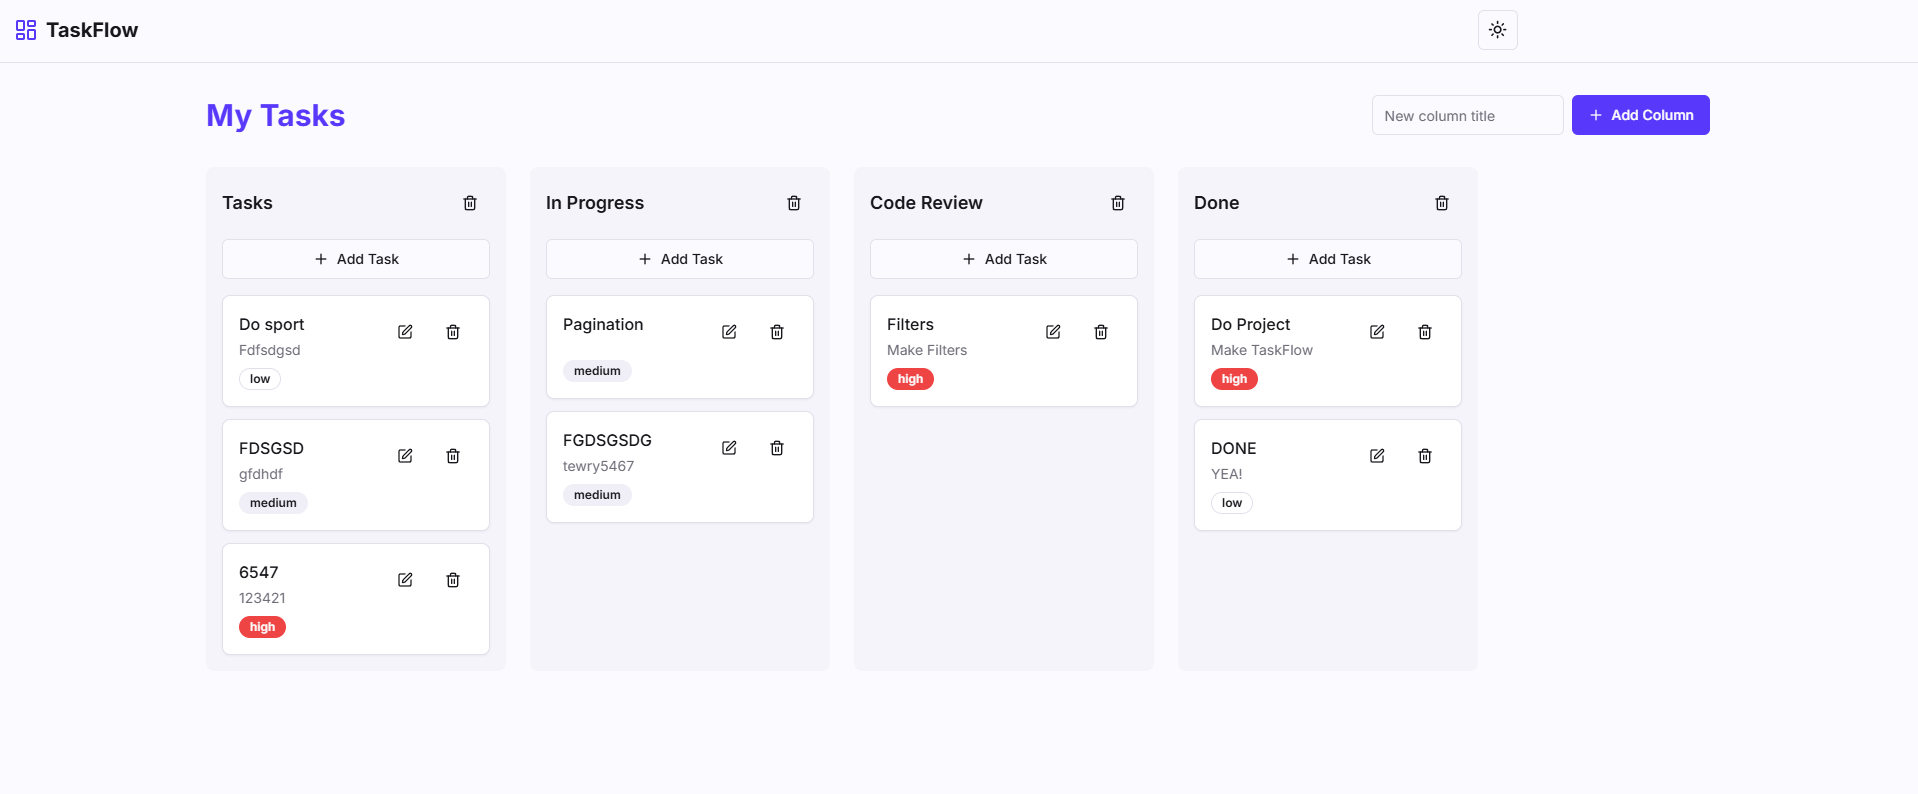 TaskFlow
My Tasks
New column title
Add Column
Tasks
Add Task
Do sport
Fdfsdgsd
low
FDSGSD
gfdhdf
medium
6547
123421
high
In Progress
Add Task
Pagination
medium
FGDSGSDG
tewry5467
medium
Code Review
Add Task
Filters
Make Filters
high
Done
Add Task
Do Project
Make TaskFlow
high
DONE
YEA!
low